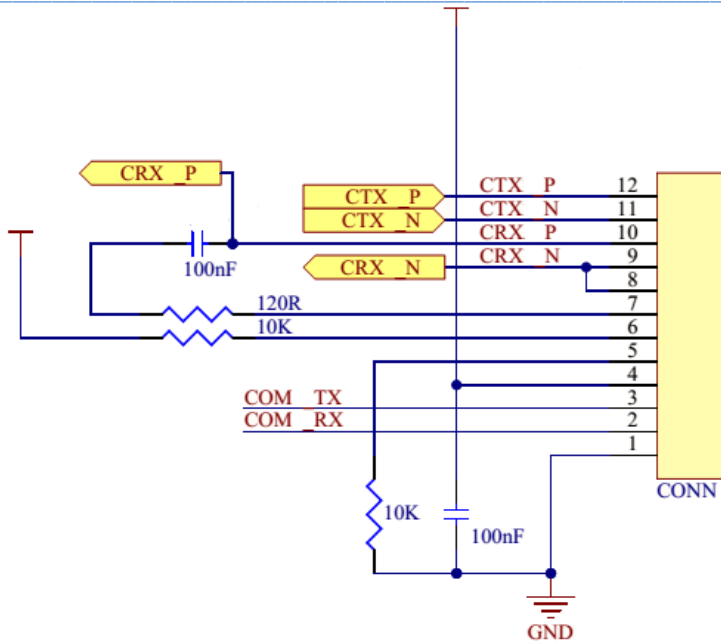 CRX _P
CTX _P
CTX _P
12
CTX _N
CTX _N
11
CRX _P
10
100nF
CRX _N
CRX _N
9
8
120R
7
10K
6
5
4
COM _TX
3
COM _RX
2
1
CONN
10K
100nF
GND